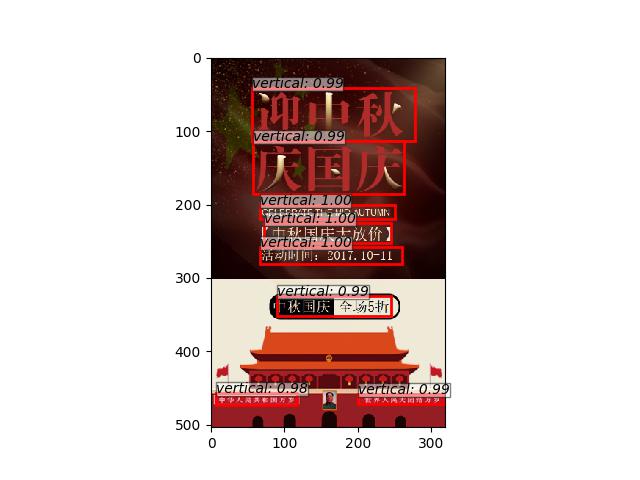 0
100
200
300
400
500
0
100
200
300
vertical: 0.99
迎中秋
vertical: 0.99
庆国庆
vertical: 1.00
CELEBRATE THE MID AUTUMN
vertical: 1.00
【中秋国庆大放价】
vertical: 1.00
活动时间：2017.10-11
vertical: 0.99
中秋国庆 全场5折
vertical: 0.98
中华人民共和国万岁
vertical: 0.99
世界人民大团结万岁